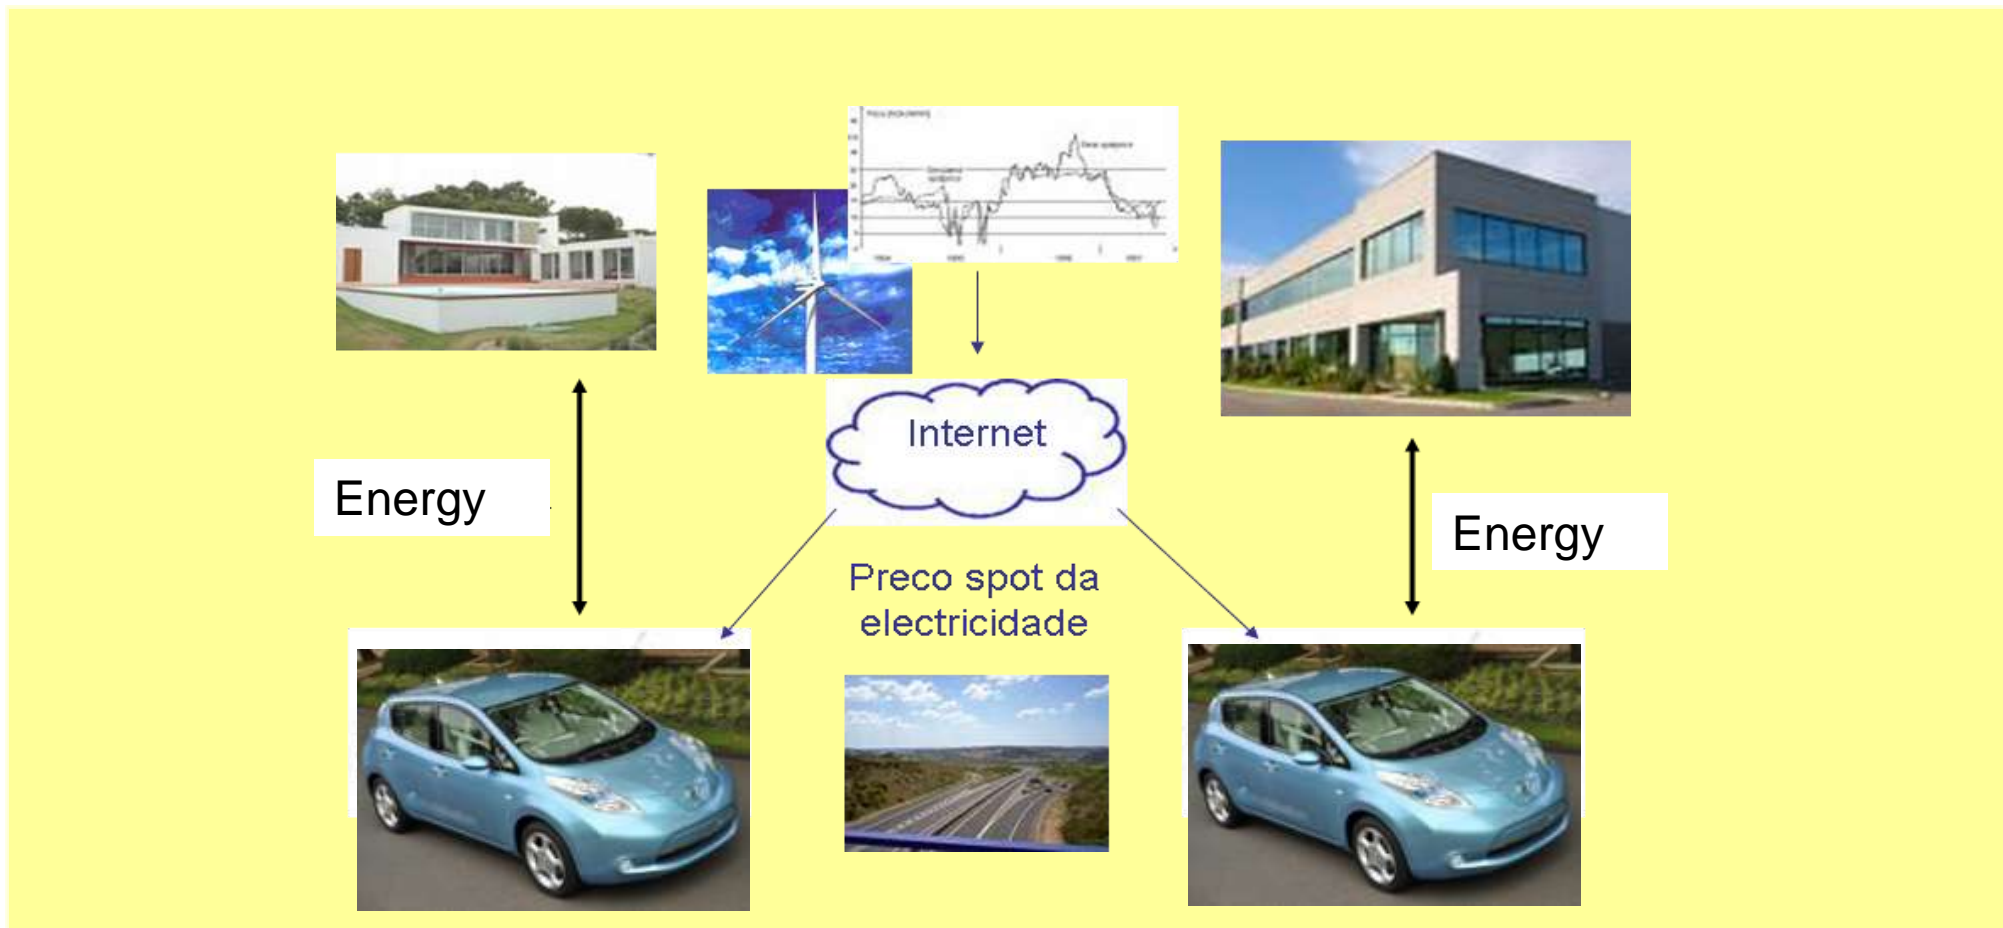 Internet
Energy
Energy
Preco spot da
electricidade